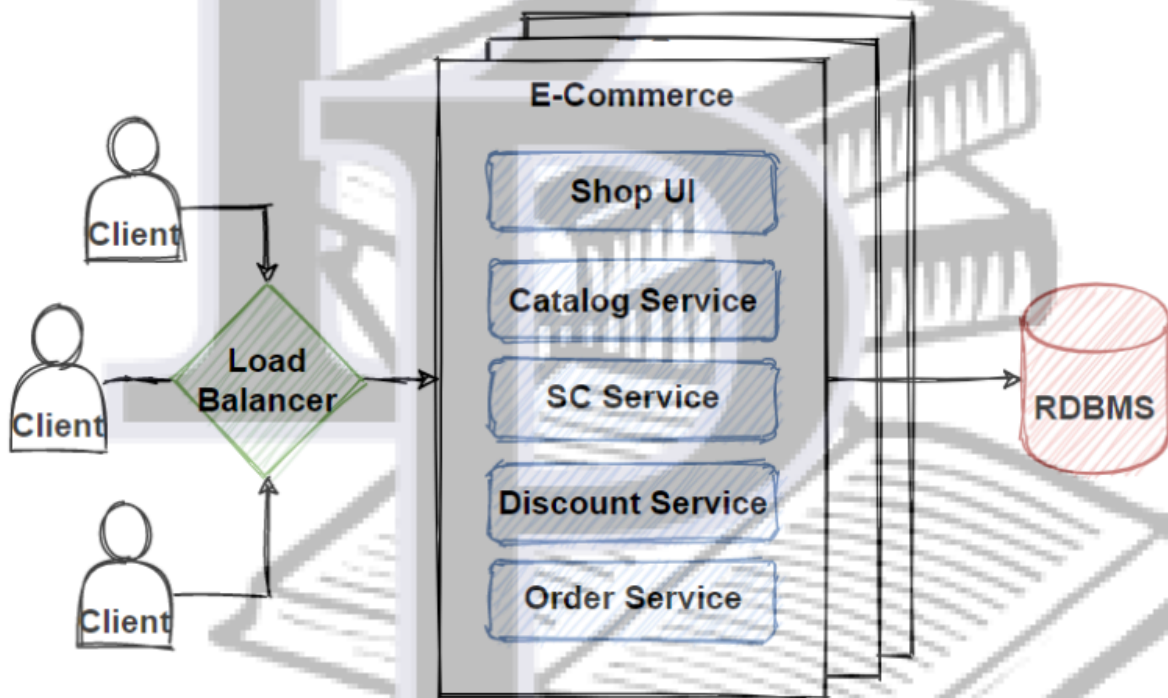 E-Commerce
Shop UI
Client
Catalog Service
Load
Balancer
SC Service
RDBMS
Client
Discount Service
Order Service
Client